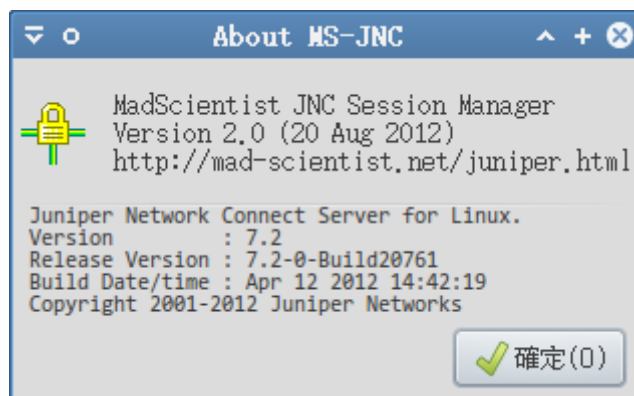 About MS-JNC
MadScientist JNC Session Manager
Version 2.0 (20 Aug 2012)
http://mad-scientist.net/juniper.html
Juniper Network Connect Server for Linux.
Version : 7.2
Release Version : 7.2-0-Build20761
Build Date/time : Apr 12 2012 14:42:19
Copyright 2001-2012 Juniper Networks
確定(O)